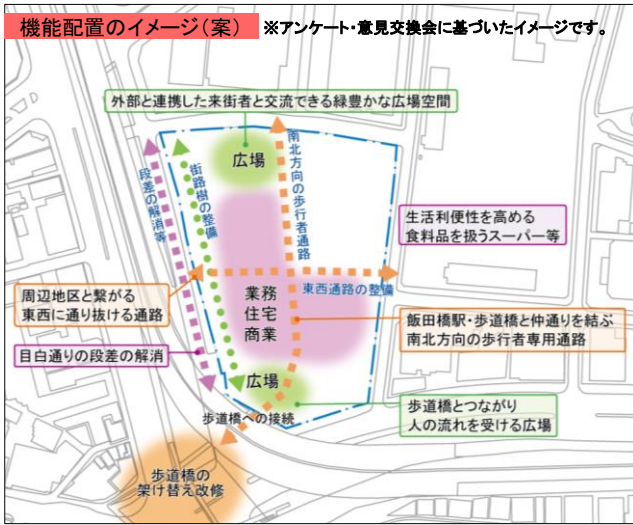 機能配置のイメージ(案)
※アンケート・意見交換会に基づいたイメージです。
外部と連携した来街者と交流できる緑豊かな広場空間
広場
南北方向の歩行者通路
段差の解消等
街路樹の整備
生活利便性を高める
食料品を扱うスーパー等
東西通路の整備
業務
住宅
商業
周辺地区と繋がる
東西に通り抜ける通路
飯田橋駅・歩道橋と仲通りを結ぶ
南北方向の歩行者専用通路
目白通りの段差の解消
広場
歩道橋への接続
歩道橋とつながり
人の流れを受ける広場
歩道橋の
架け替え改修